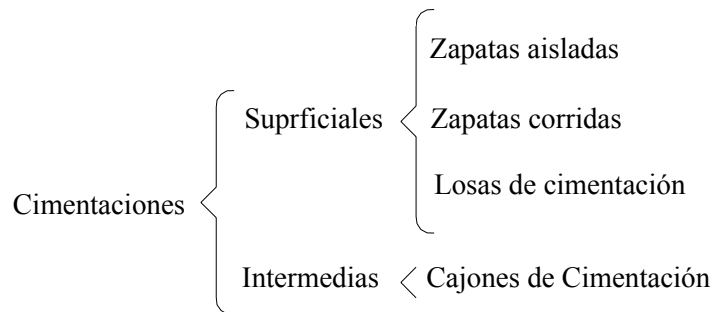 Zapatas aisladas
Suprficiales
Zapatas corridas
Losas de cimentación
Cimentaciones
Intermedias
Cajones de Cimentación